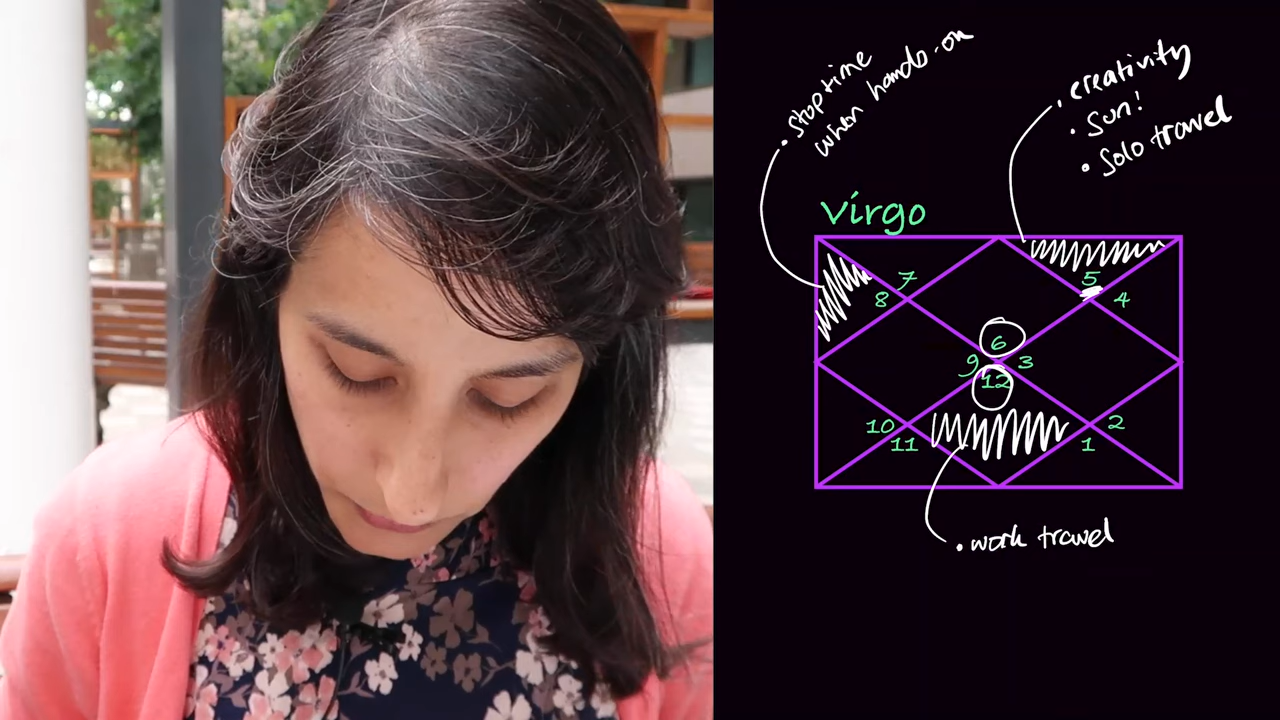 • stop time
when hands-on
• creativity
• Sun!
• Solo travel
Virgo
7
8
5
4
6
9
3
12
10
11
2
1
• work travel